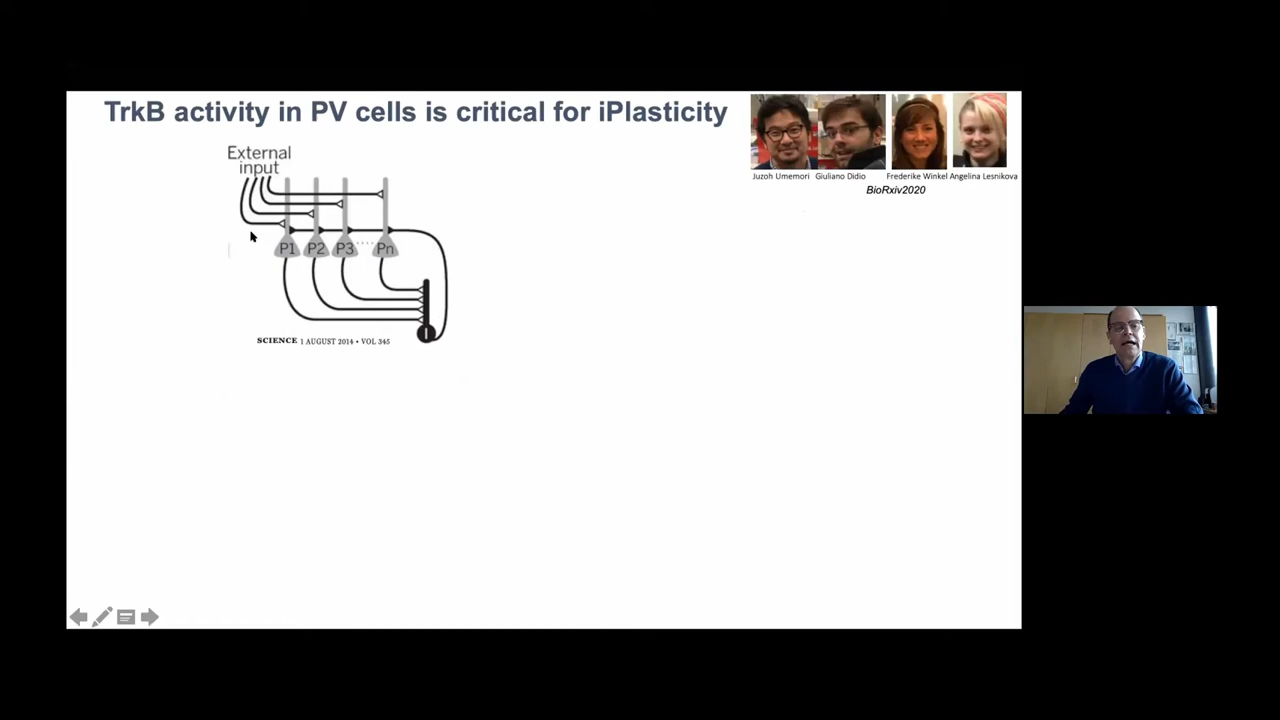 TrkB activity in PV cells is critical for iPlasticity
External
input
P1 P2 P3 Pn
I
SCIENCE 1 AUGUST 2014 • VOL 345
Juzoh Umemori Giuliano Didio Frederike Winkel Angelina Lesnikova
BioRxiv2020